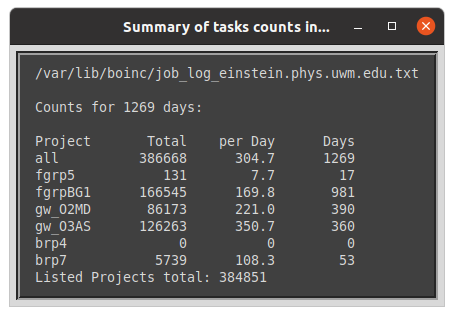 Summary of tasks counts in...
/var/lib/boinc/job_log_einstein.phys.uwm.edu.txt
Counts for 1269 days:
Project Total per Day Days
all 386668 304.7 1269
fgrp5 131 7.7 17
fgrpBG1 166545 169.8 981
gw_O2MD 86173 221.0 390
gw_O3AS 126263 350.7 360
brp4 0 0 0
brp7 5739 108.3 53
Listed Projects total: 384851